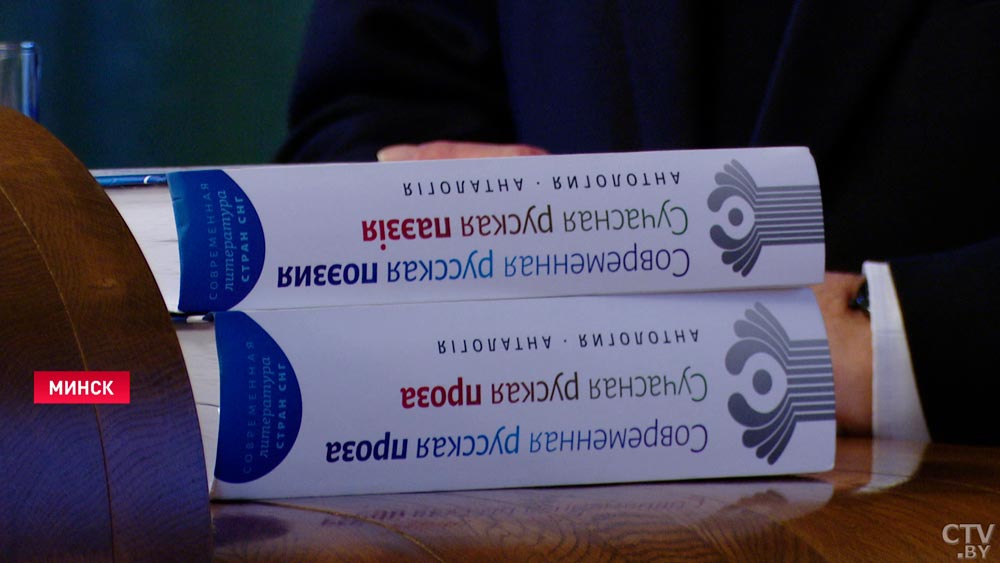 Современная русская поэзия
Сучасная руская паэзія
АНТОЛОГИЯ · АНТАЛОГІЯ
СОВРЕМЕННАЯ
литература
СТРАН СНГ
Современная русская проза
Сучасная руская проза
АНТОЛОГИЯ · АНТАЛОГІЯ
СОВРЕМЕННАЯ
литература
СТРАН СНГ
МИНСК
CTV
.BY